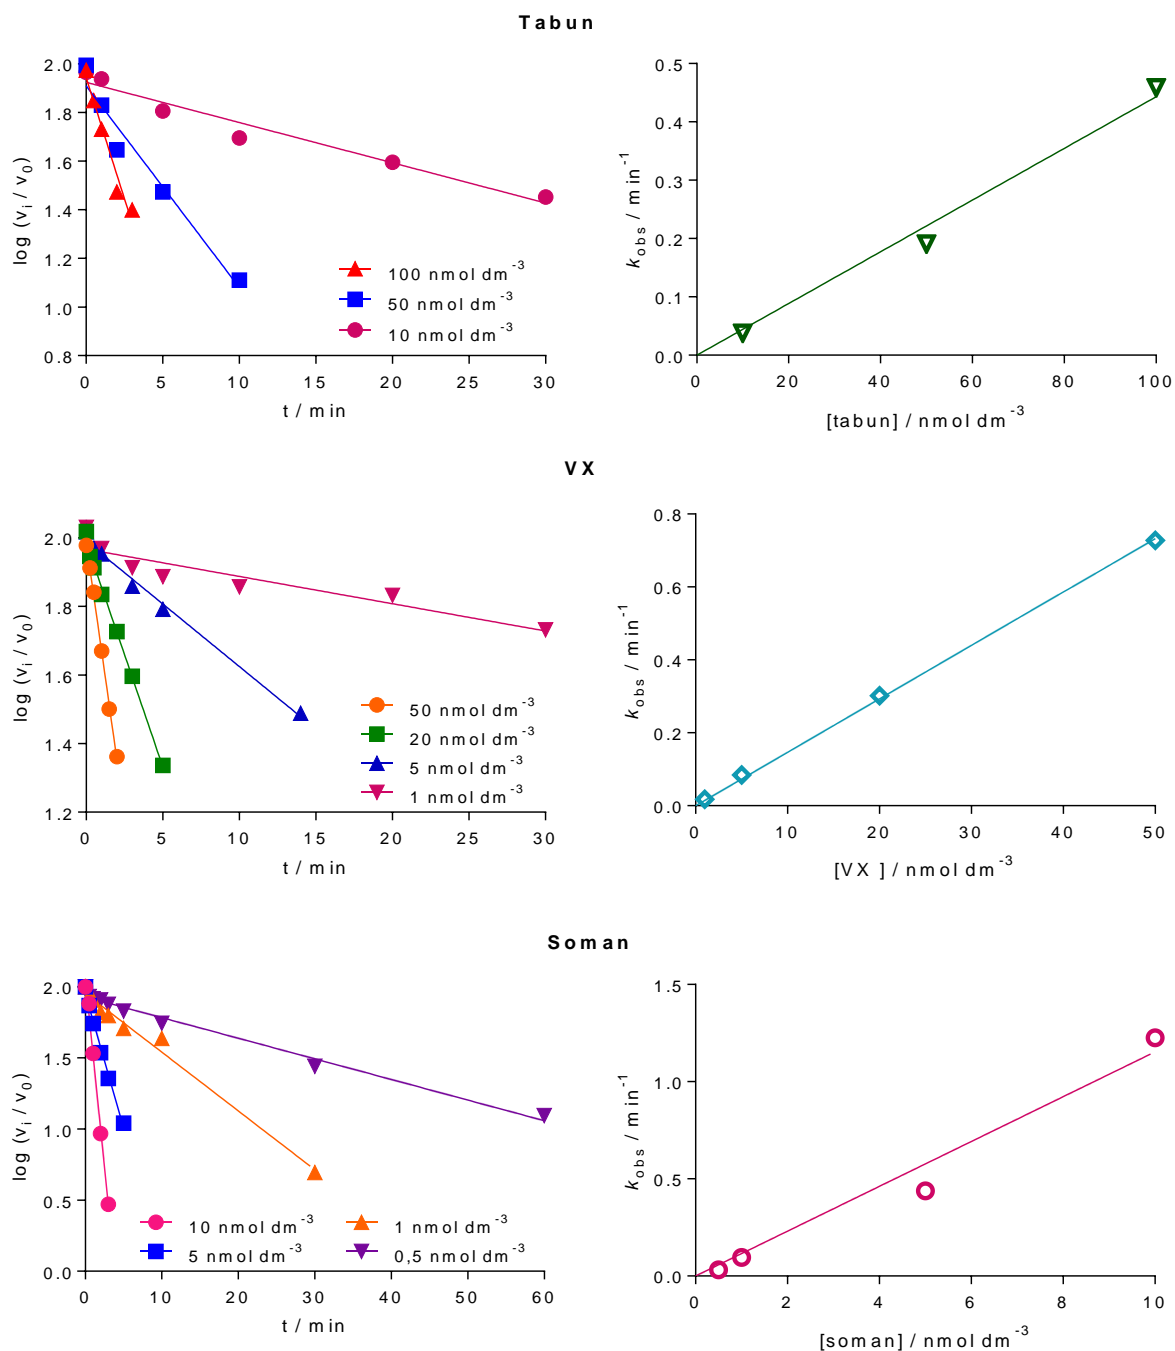 Tabun
log (v_i / v_0)
2.0
1.8
1.6
1.4
1.2
1.0
0.8
100 nmol dm^-3
50 nmol dm^-3
10 nmol dm^-3
0 5 10 15 20 25 30
t / min
k_obs / min^-1
0.5
0.4
0.3
0.2
0.1
0.0
0 20 40 60 80 100
[tabun] / nmol dm^-3
VX
log (v_i / v_0)
2.0
1.8
1.6
1.4
1.2
50 nmol dm^-3
20 nmol dm^-3
5 nmol dm^-3
1 nmol dm^-3
0 5 10 15 20 25 30
t / min
k_obs / min^-1
0.8
0.6
0.4
0.2
0.0
0 10 20 30 40 50
[VX ] / nmol dm^-3
Soman
log (v_i / v_0)
2.0
1.5
1.0
0.5
0.0
10 nmol dm^-3 1 nmol dm^-3
5 nmol dm^-3 0,5 nmol dm^-3
0 10 20 30 40 50 60
t / min
k_obs / min^-1
1.5
1.0
0.5
0.0
0 2 4 6 8 10
[soman] / nmol dm^-3